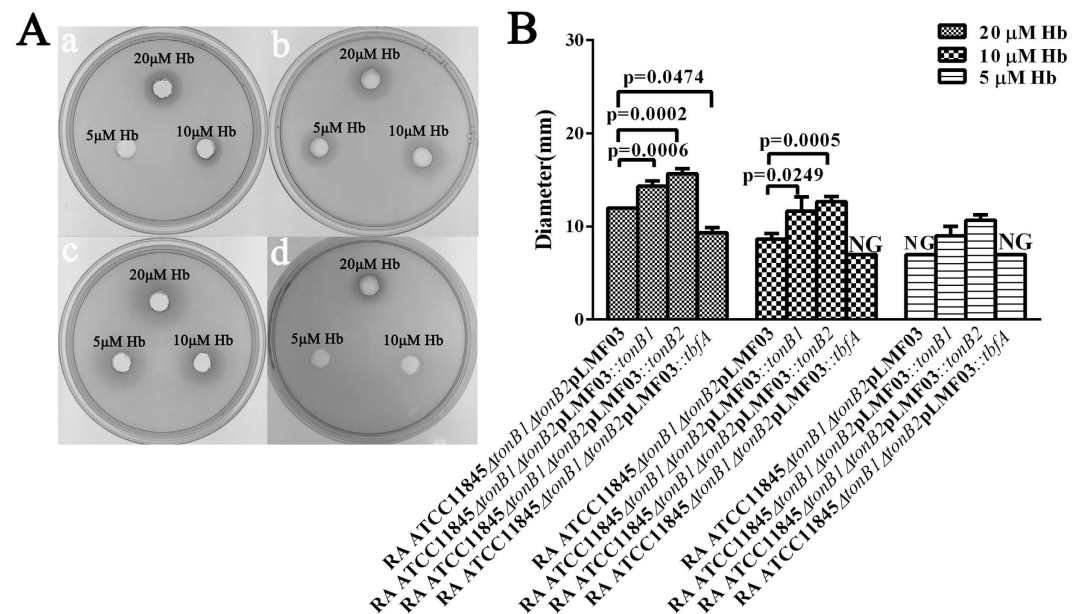 A
a
20μM Hb
5μM Hb
10μM Hb
b
20μM Hb
5μM Hb
10μM Hb
c
20μM Hb
5μM Hb
10μM Hb
d
20μM Hb
5μM Hb
10μM Hb
B
20 μM Hb
10 μM Hb
5 μM Hb
Diameter(mm)
30
20
10
0
p=0.0474
p=0.0002
p=0.0006
p=0.0005
p=0.0249
NG
NG
NG
RA ATCC11845ΔtonB1ΔtonB2pLMF03
RA ATCC11845ΔtonB1ΔtonB2pLMF03::tonB1
RA ATCC11845ΔtonB1ΔtonB2pLMF03::tonB2
RA ATCC11845ΔtonB1ΔtonB2pLMF03::tbfA
RA ATCC11845ΔtonB1ΔtonB2pLMF03
RA ATCC11845ΔtonB1ΔtonB2pLMF03::tonB1
RA ATCC11845ΔtonB1ΔtonB2pLMF03::tonB2
RA ATCC11845ΔtonB1ΔtonB2pLMF03::tbfA
RA ATCC11845ΔtonB1ΔtonB2pLMF03
RA ATCC11845ΔtonB1ΔtonB2pLMF03::tonB1
RA ATCC11845ΔtonB1ΔtonB2pLMF03::tonB2
RA ATCC11845ΔtonB1ΔtonB2pLMF03::tbfA